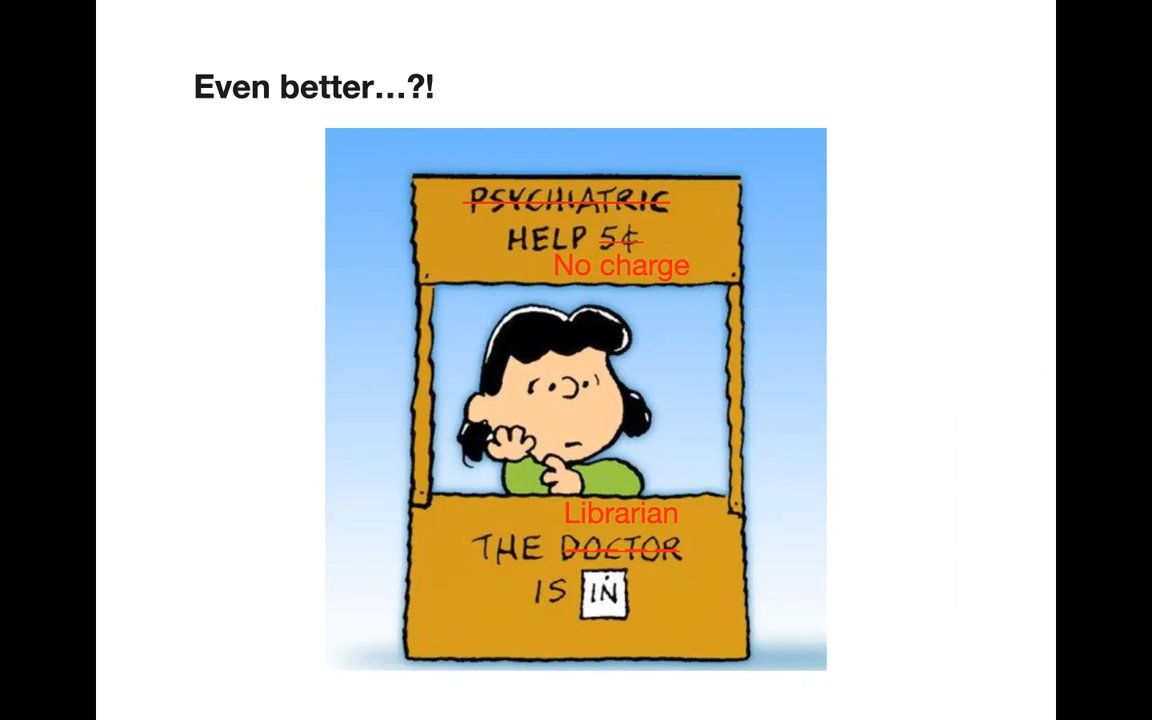 Even better...?!
PSYCHIATRIC
HELP 5¢
No charge
Librarian
THE DOCTOR
IS IN